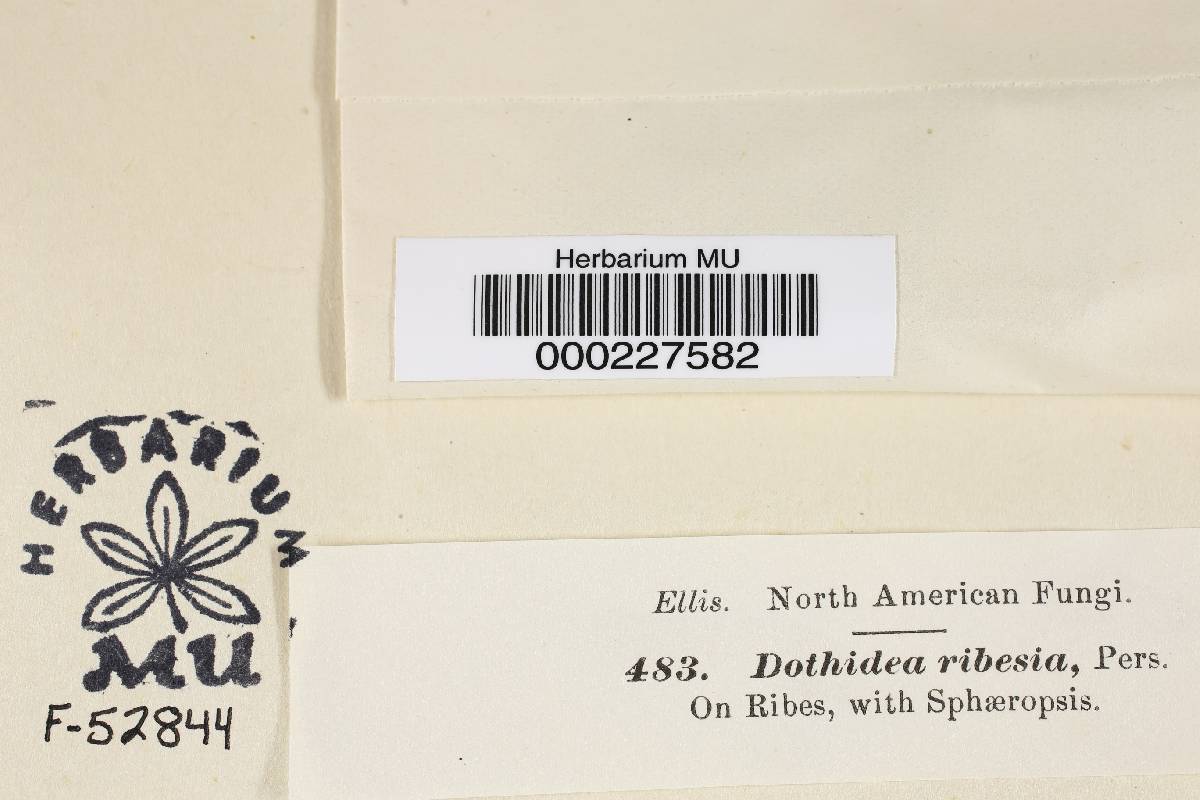 Herbarium MU
000227582
HERBARIUM
MU
F-52844
Ellis. North American Fungi.
483. Dothidea ribesia, Pers.
On Ribes, with Sphæropsis.